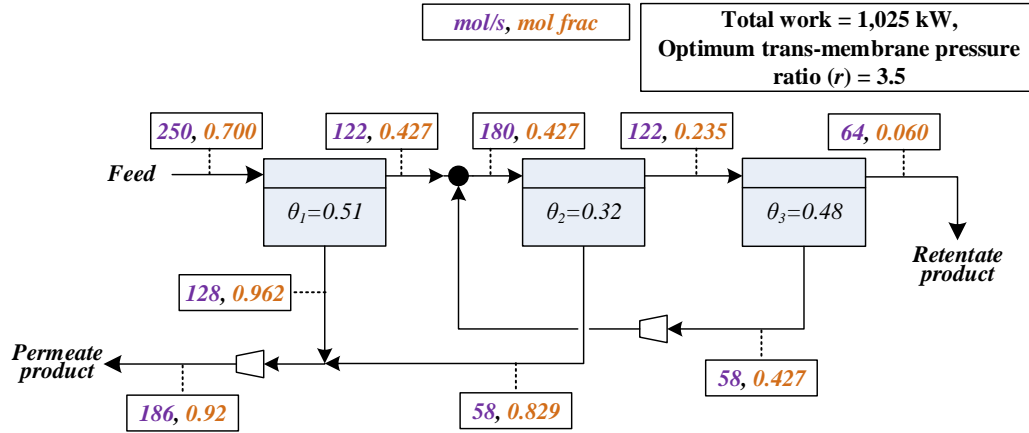 mol/s, mol frac
Total work = 1,025 kW,
Optimum trans-membrane pressure
ratio (r) = 3.5
250, 0.700
122, 0.427
180, 0.427
122, 0.235
64, 0.060
Feed
θ1=0.51
θ2=0.32
θ3=0.48
Retentate
product
128, 0.962
Permeate
product
58, 0.427
186, 0.92
58, 0.829